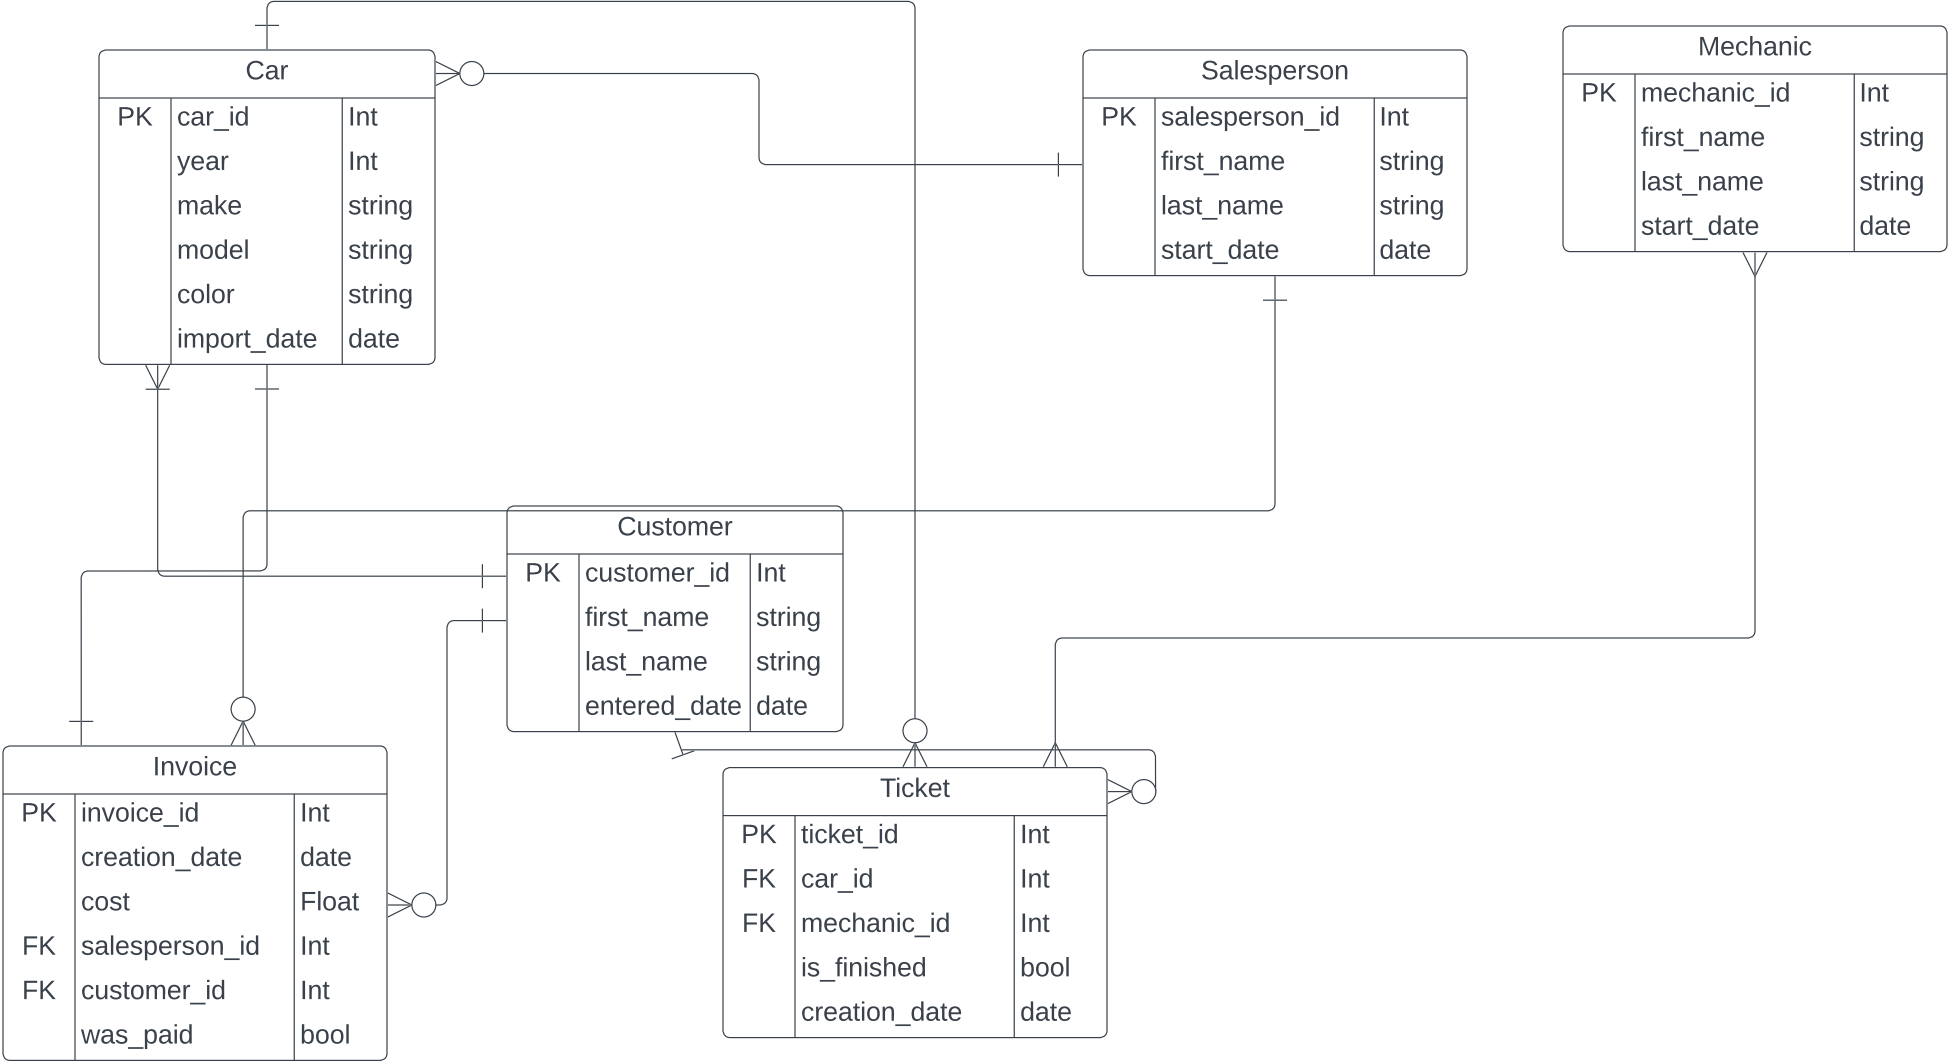 Car
PK car_id Int
year Int
make string
model string
color string
import_date date
Salesperson
PK salesperson_id Int
first_name string
last_name string
start_date date
Mechanic
PK mechanic_id Int
first_name string
last_name string
start_date date
Customer
PK customer_id Int
first_name string
last_name string
entered_date date
Invoice
PK invoice_id Int
creation_date date
cost Float
FK salesperson_id Int
FK customer_id Int
was_paid bool
Ticket
PK ticket_id Int
FK car_id Int
FK mechanic_id Int
is_finished bool
creation_date date